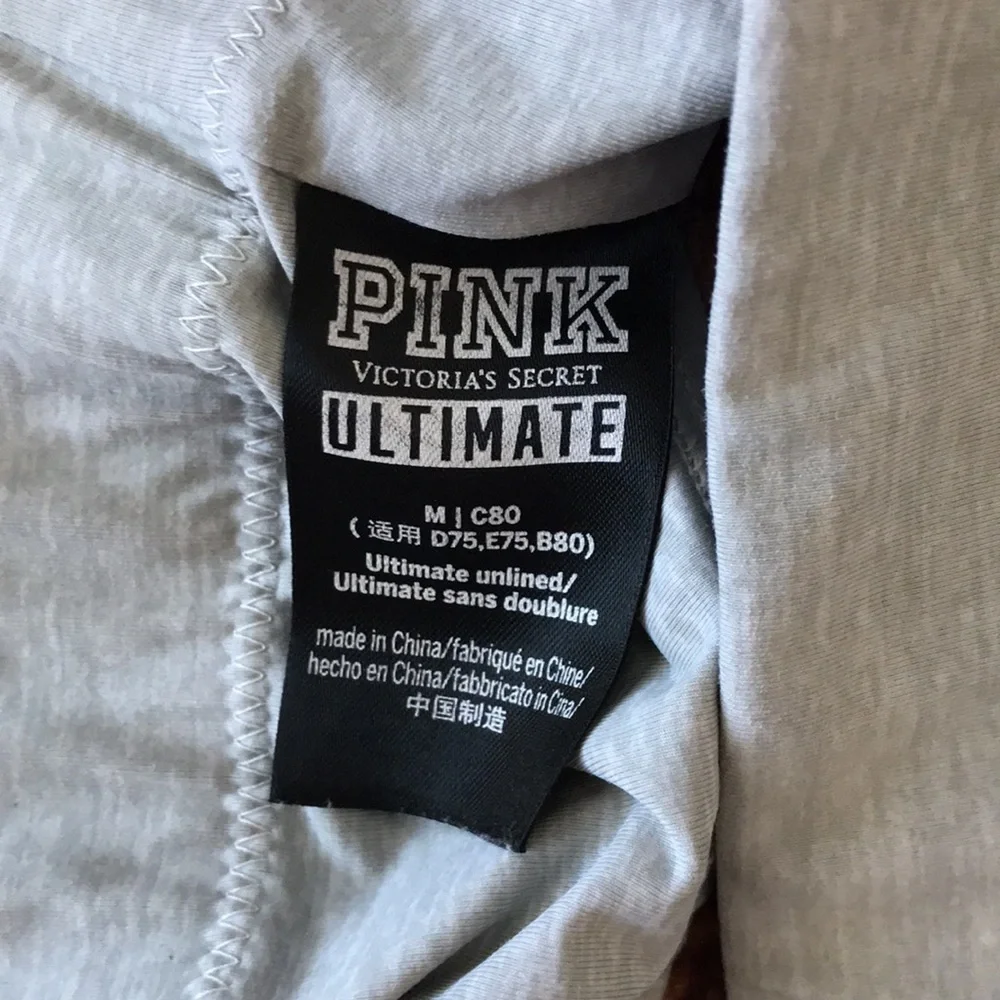 PINK
VICTORIA'S SECRET
ULTIMATE
M | C80
( 适用 D75,E75,B80)
Ultimate unlined/
Ultimate sans doublure
made in China/fabriqué en Chine/
hecho en China/fabbricato in Cina/
中国制造